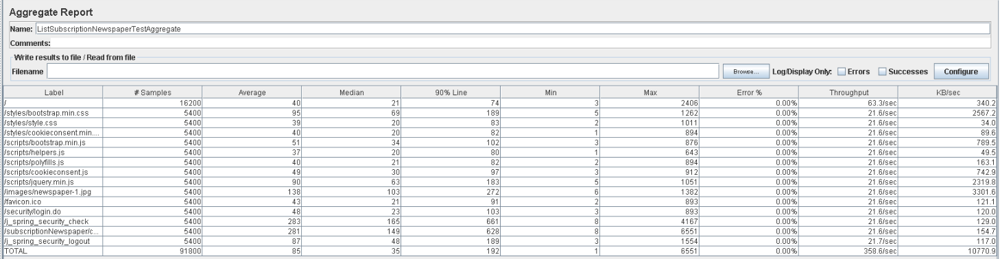 Aggregate Report
Name: ListSubscriptionNewspaperTestAggregate
Comments:
Write results to file / Read from file
Filename Browse... Log/Display Only: Errors Successes Configure
Label # Samples Average Median 90% Line Min Max Error % Throughput KB/sec
/ 16200 40 21 74 3 2406 0.00% 63.3/sec 340.2
/styles/bootstrap.min.css 5400 95 69 189 5 1262 0.00% 21.6/sec 2567.2
/styles/style.css 5400 39 20 83 2 1011 0.00% 21.6/sec 34.0
/styles/cookieconsent.min.... 5400 40 20 82 1 894 0.00% 21.6/sec 89.6
/scripts/bootstrap.min.js 5400 51 34 102 3 876 0.00% 21.6/sec 789.5
/scripts/helpers.js 5400 37 20 80 1 643 0.00% 21.6/sec 49.5
/scripts/polyfills.js 5400 40 21 82 2 894 0.00% 21.6/sec 163.1
/scripts/cookieconsent.js 5400 49 30 97 3 912 0.00% 21.6/sec 742.9
/scripts/jquery.min.js 5400 90 63 183 5 1051 0.00% 21.6/sec 2319.8
/images/newspaper-1.jpg 5400 138 103 272 6 1382 0.00% 21.6/sec 3301.6
/favicon.ico 5400 43 21 91 2 893 0.00% 21.6/sec 121.1
/security/login.do 5400 48 23 103 3 893 0.00% 21.6/sec 120.0
/j_spring_security_check 5400 283 165 661 8 4167 0.00% 21.6/sec 129.0
/subscriptionNewspaper/c... 5400 281 149 628 8 6551 0.00% 21.6/sec 154.7
/j_spring_security_logout 5400 87 48 189 3 1554 0.00% 21.7/sec 117.0
TOTAL 91800 85 35 192 1 6551 0.00% 358.6/sec 10770.9